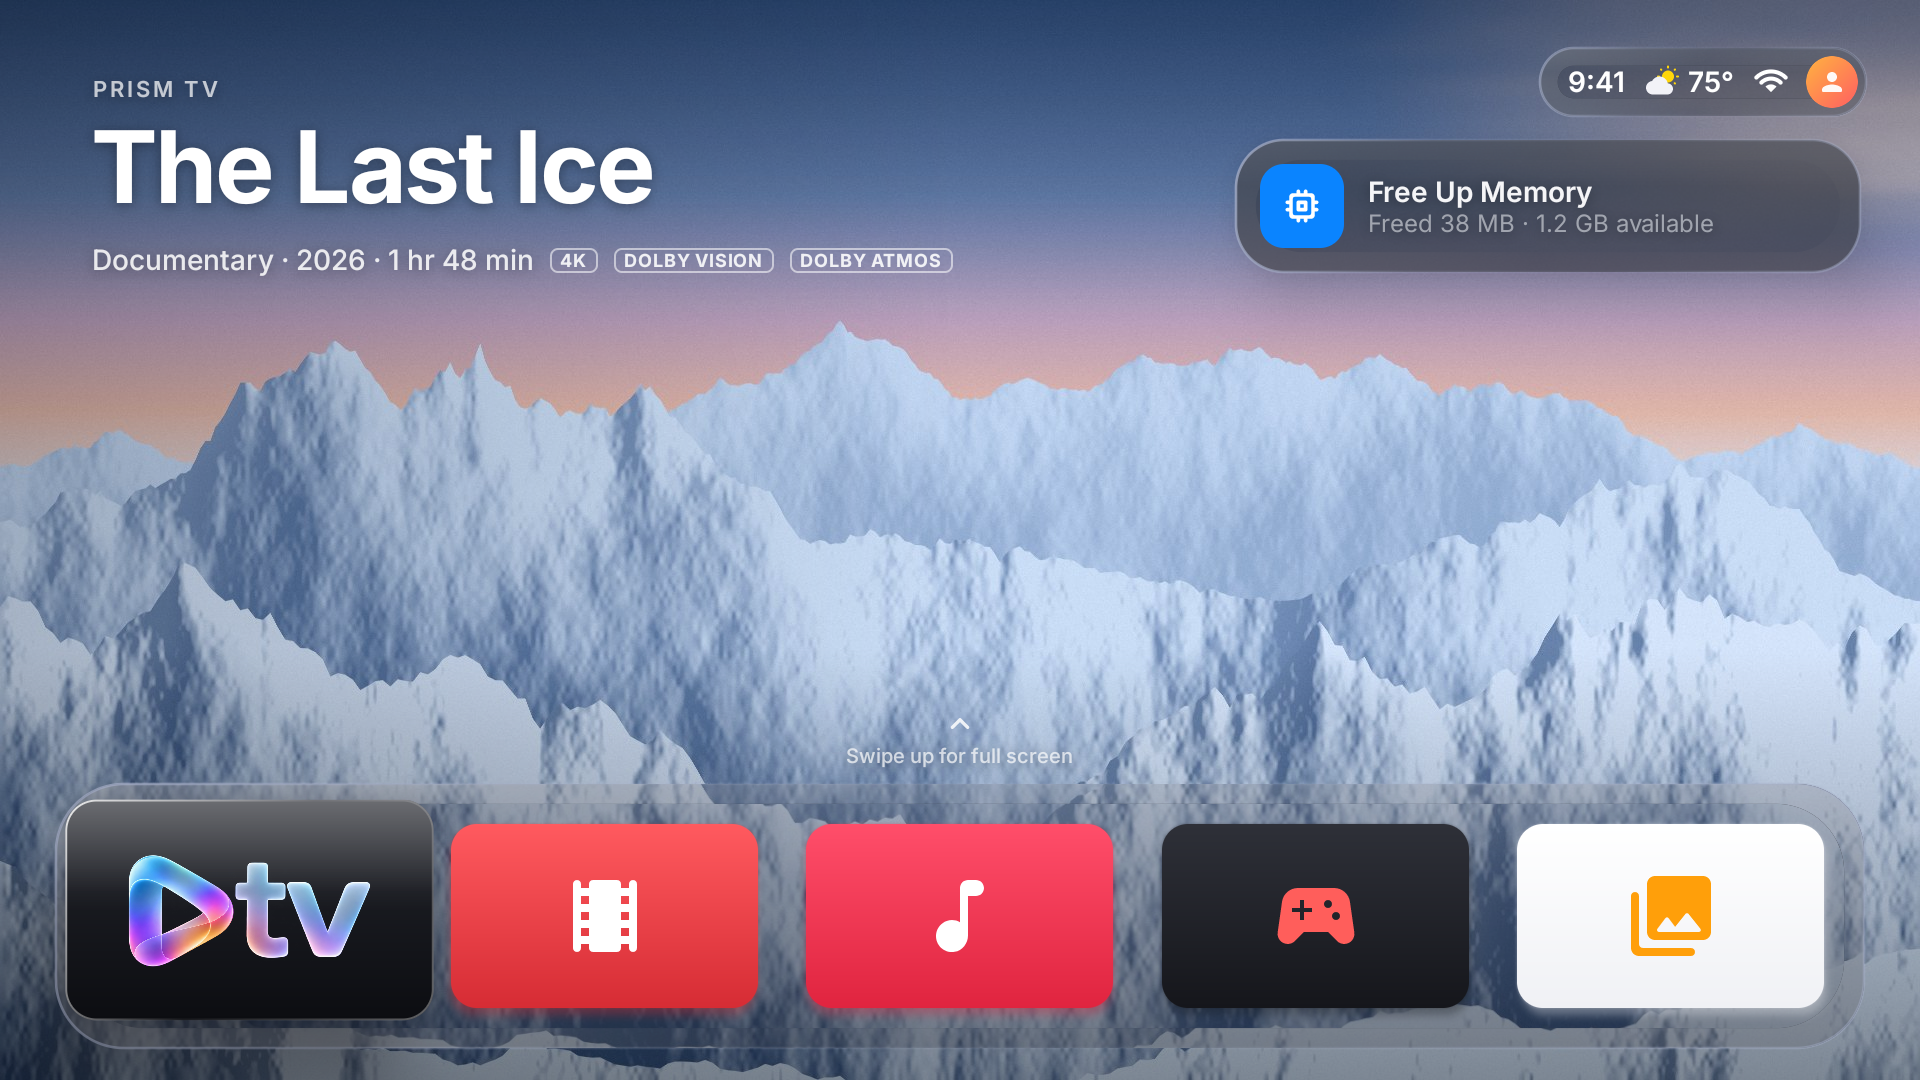 PRISM TV
The Last Ice
Documentary · 2026 · 1 hr 48 min 4K DOLBY VISION DOLBY ATMOS
9:41 75°
Free Up Memory
Freed 38 MB · 1.2 GB available
Swipe up for full screen
tv